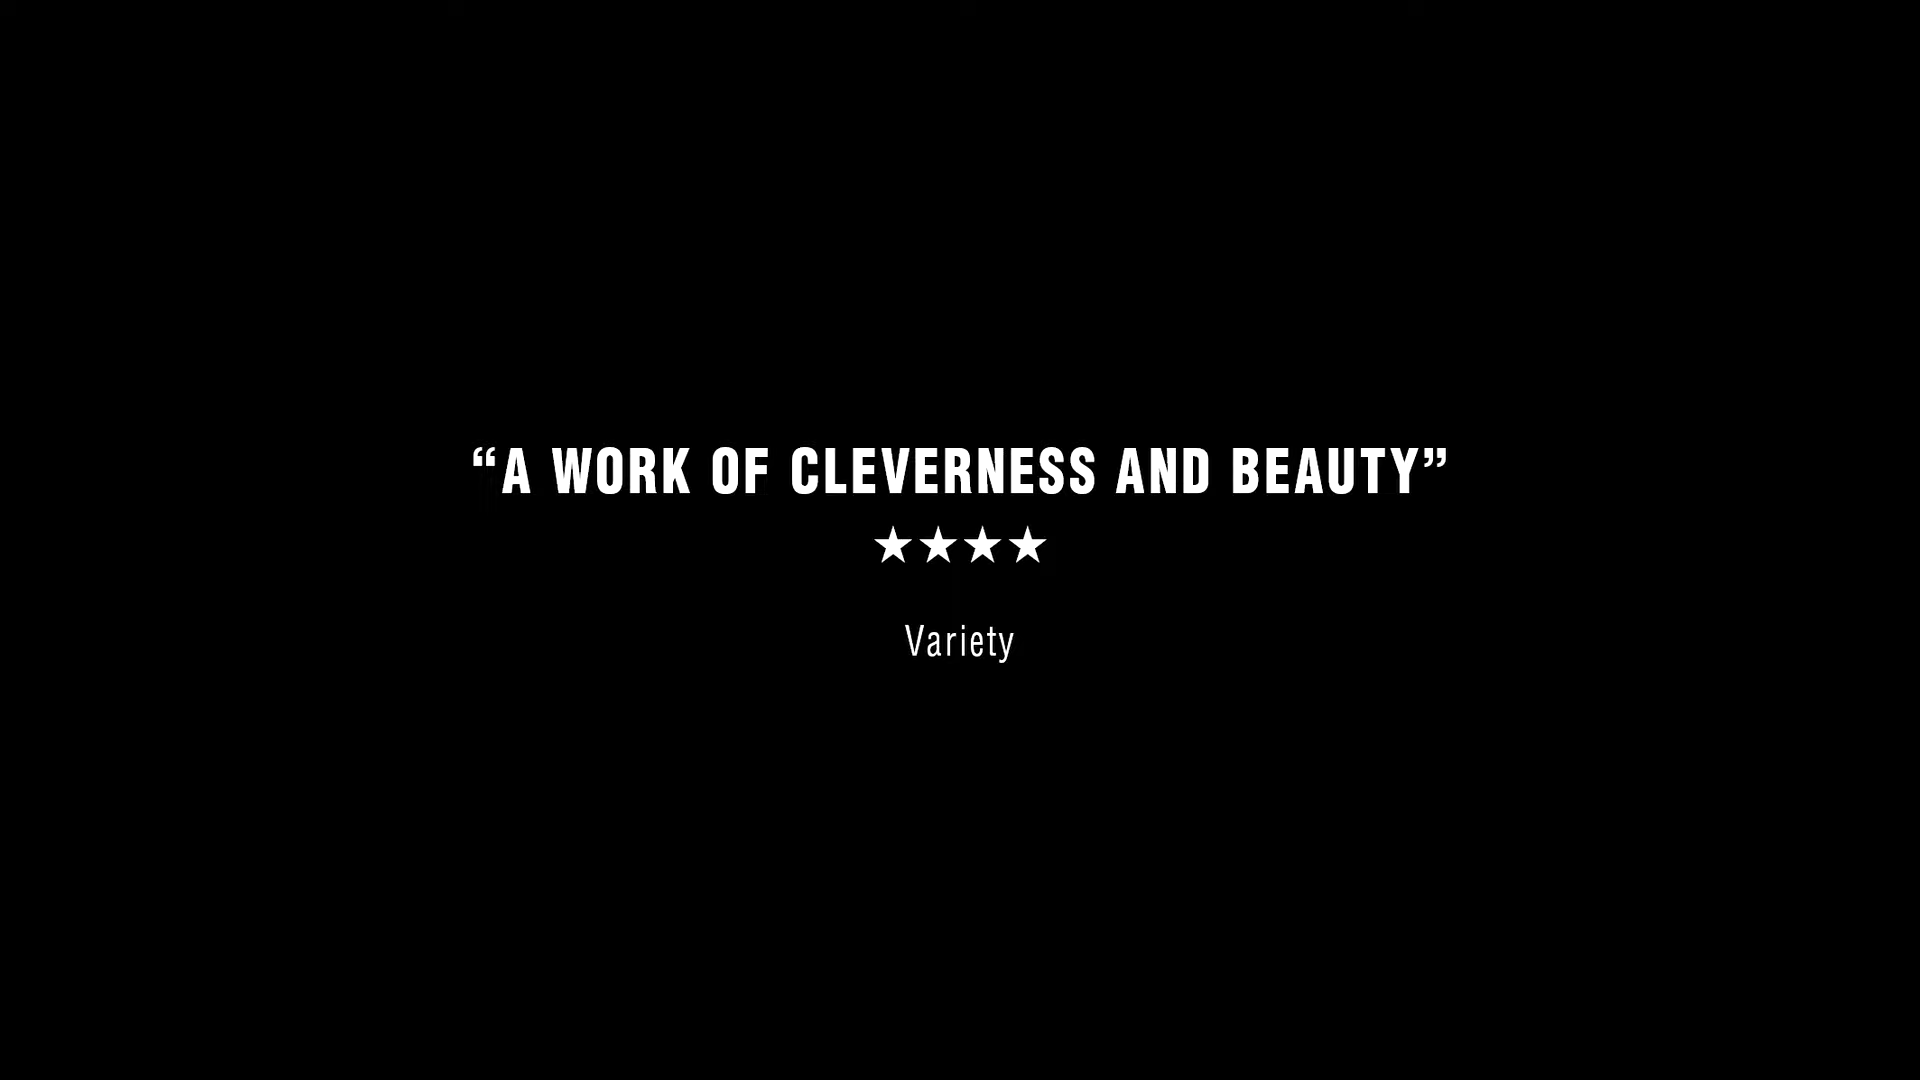 “A WORK OF CLEVERNESS AND BEAUTY”
★★★★
Variety